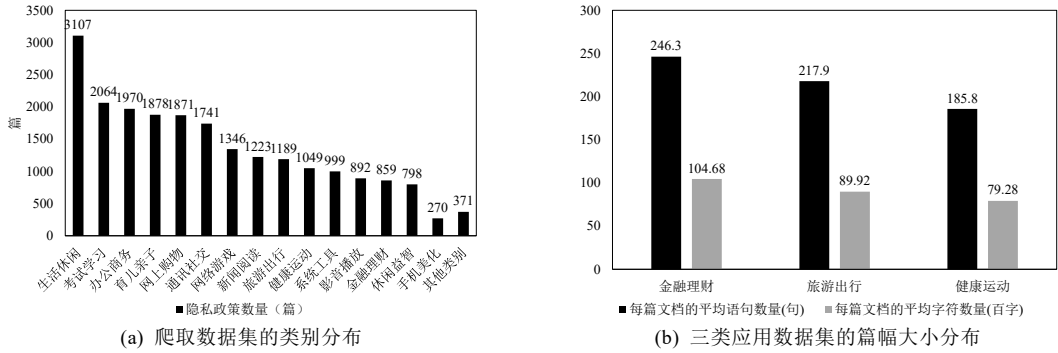 3500
3000
2500
2000
1500
1000
500
0
篇
3107
2064
1970
1878
1871
1741
1346
1223
1189
1049
999
892
859
798
270
371
生活休闲
考试学习
办公商务
育儿亲子
网上购物
通讯社交
网络游戏
新闻阅读
旅游出行
健康运动
系统工具
影音播放
金融理财
休闲益智
手机美化
其他类别
隐私政策数量（篇）
(a) 爬取数据集的类别分布
300
250
200
150
100
50
0
246.3
104.68
217.9
89.92
185.8
79.28
金融理财
旅游出行
健康运动
每篇文档的平均语句数量(句)
每篇文档的平均字符数量(百字)
(b) 三类应用数据集的篇幅大小分布